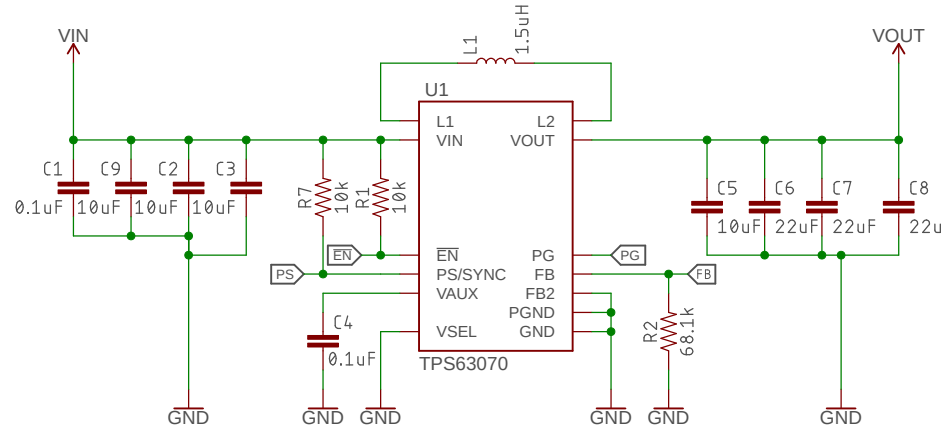 VIN
L1
1.5uH
VOUT
U1
L1
VIN
L2
VOUT
C1
0.1uF
C9
10uF
C2
10uF
C3
10uF
R7
10k
R1
10k
C5
10uF
C6
22uF
C7
22uF
C8
22u
EN
PS
EN
PS/SYNC
VAUX
VSEL
PG
FB
FB2
PGND
GND
PG
FB
C4
0.1uF
R2
68.1k
TPS63070
GND
GND
GND
GND
GND
GND